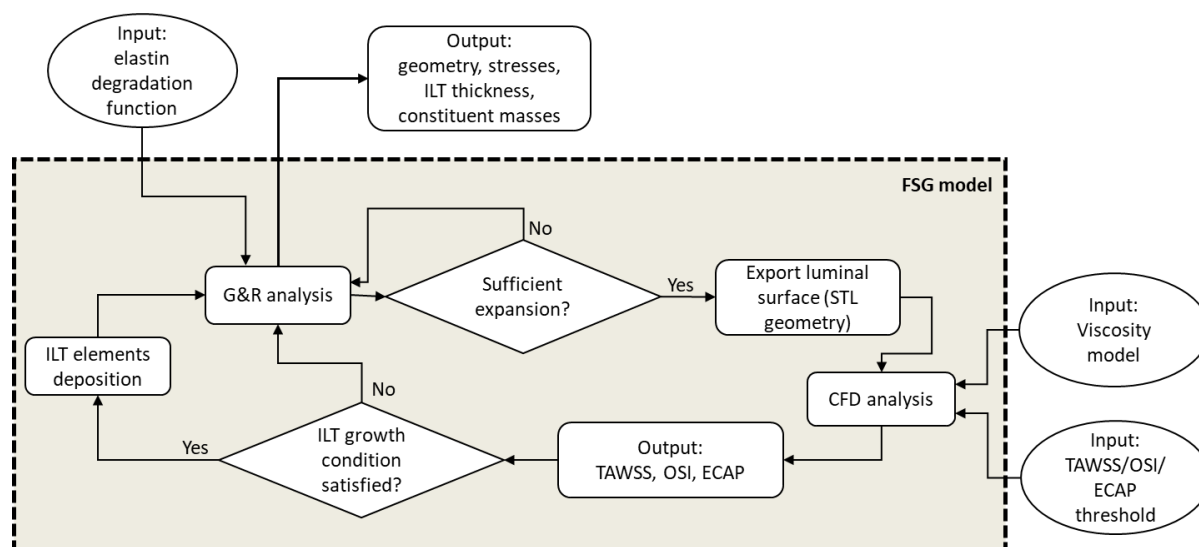 Input:
elastin
degradation
function
Output:
geometry, stresses,
ILT thickness,
constituent masses
FSG model
No
G&R analysis
Sufficient
expansion?
Yes
Export luminal
surface (STL
geometry)
Input:
Viscosity
model
ILT elements
deposition
No
CFD analysis
Yes
ILT growth
condition
satisfied?
Output:
TAWSS, OSI, ECAP
Input:
TAWSS/OSI/
ECAP
threshold